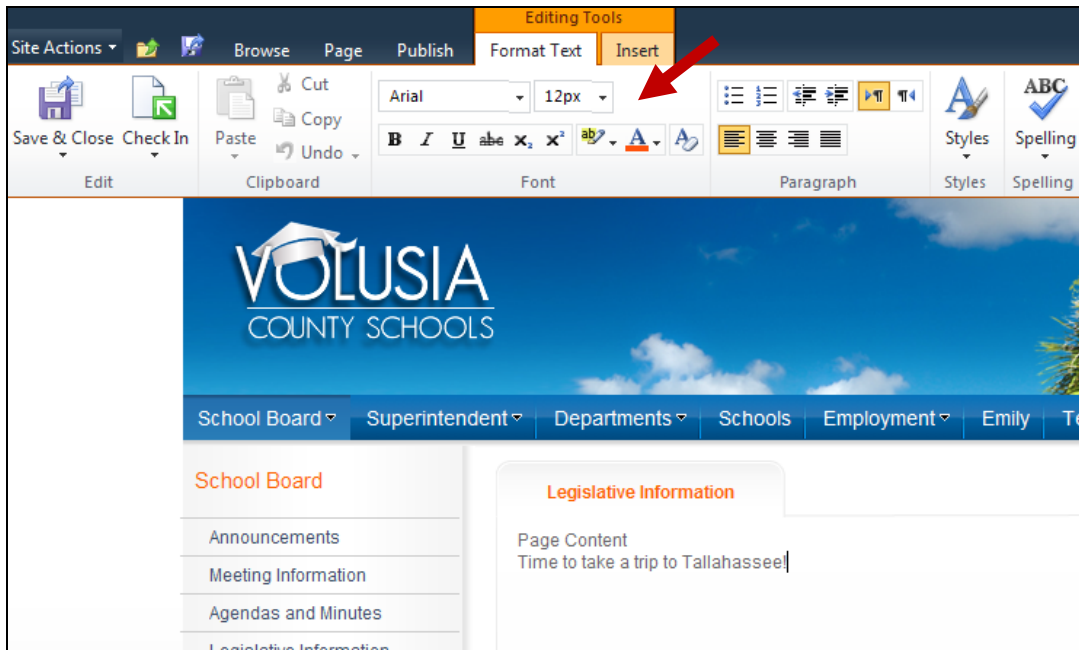 Editing Tools
Site Actions Browse Page Publish Format Text Insert
Save & Close Check In Paste Cut Copy Undo Arial 12px
B I U abc X₂ X² ab A A
Styles ABC Spelling
Edit Clipboard Font Paragraph Styles Spelling
VOLUSIA
COUNTY SCHOOLS
School Board Superintendent Departments Schools Employment Emily
School Board
Legislative Information
Announcements
Meeting Information
Agendas and Minutes
Legislative Information
Page Content
Time to take a trip to Tallahassee!